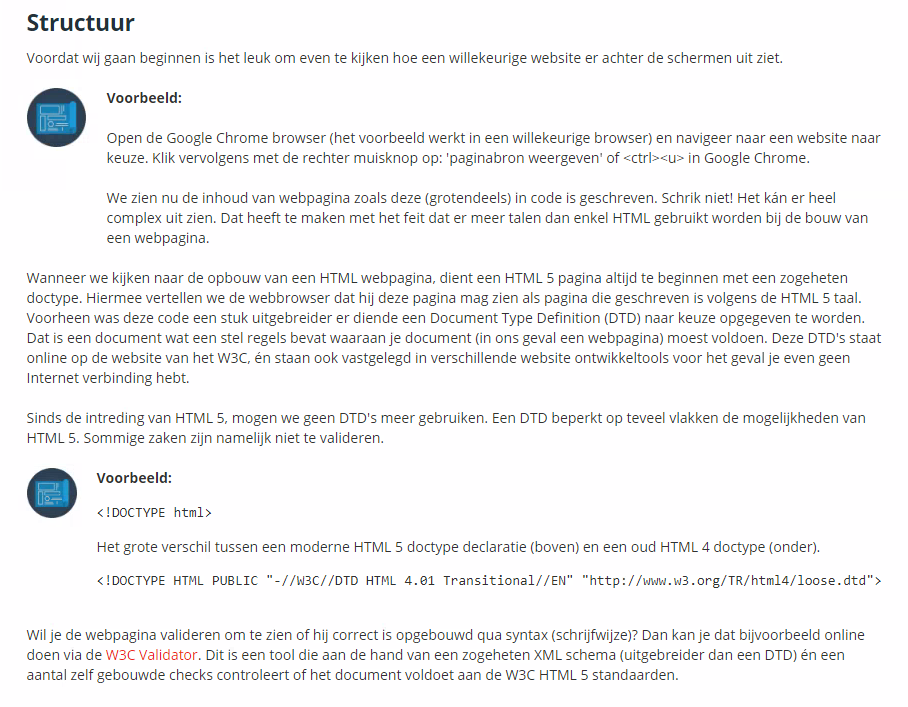 Structuur
Voordat wij gaan beginnen is het leuk om even te kijken hoe een willekeurige website er achter de schermen uit ziet.
Voorbeeld:
Open de Google Chrome browser (het voorbeeld werkt in een willekeurige browser) en navigeer naar een website naar
keuze. Klik vervolgens met de rechter muisknop op: 'paginabron weergeven' of <ctrl><u> in Google Chrome.
We zien nu de inhoud van webpagina zoals deze (grotendeels) in code is geschreven. Schrik niet! Het kán er heel
complex uit zien. Dat heeft te maken met het feit dat er meer talen dan enkel HTML gebruikt worden bij de bouw van
een webpagina.
Wanneer we kijken naar de opbouw van een HTML webpagina, dient een HTML 5 pagina altijd te beginnen met een zogeheten
doctype. Hiermee vertellen we de webbrowser dat hij deze pagina mag zien als pagina die geschreven is volgens de HTML 5 taal.
Voorheen was deze code een stuk uitgebreider er diende een Document Type Definition (DTD) naar keuze opgegeven te worden.
Dat is een document wat een stel regels bevat waaraan je document (in ons geval een webpagina) moest voldoen. Deze DTD's staat
online op de website van het W3C, én staan ook vastgelegd in verschillende website ontwikkeltools voor het geval je even geen
Internet verbinding hebt.
Sinds de intreding van HTML 5, mogen we geen DTD's meer gebruiken. Een DTD beperkt op teveel vlakken de mogelijkheden van
HTML 5. Sommige zaken zijn namelijk niet te valideren.
Voorbeeld:
<!DOCTYPE html>
Het grote verschil tussen een moderne HTML 5 doctype declaratie (boven) en een oud HTML 4 doctype (onder).
<!DOCTYPE HTML PUBLIC "-//W3C//DTD HTML 4.01 Transitional//EN" "http://www.w3.org/TR/html4/loose.dtd">
Wil je de webpagina valideren om te zien of hij correct is opgebouwd qua syntax (schrijfwijze)? Dan kan je dat bijvoorbeeld online
doen via de W3C Validator. Dit is een tool die aan de hand van een zogeheten XML schema (uitgebreider dan een DTD) én een
aantal zelf gebouwde checks controleert of het document voldoet aan de W3C HTML 5 standaarden.